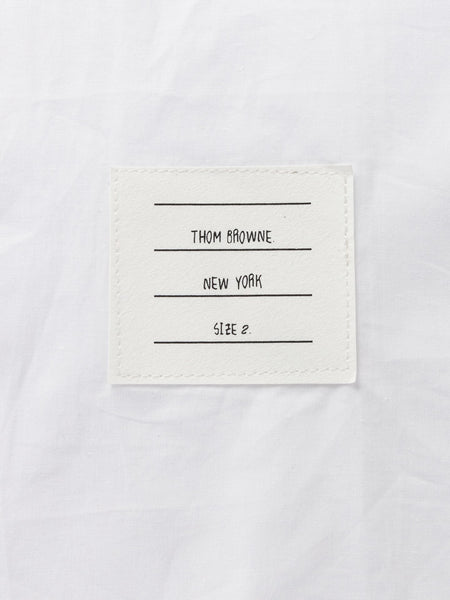 THOM BROWNE.
NEW YORK
SIZE 2.